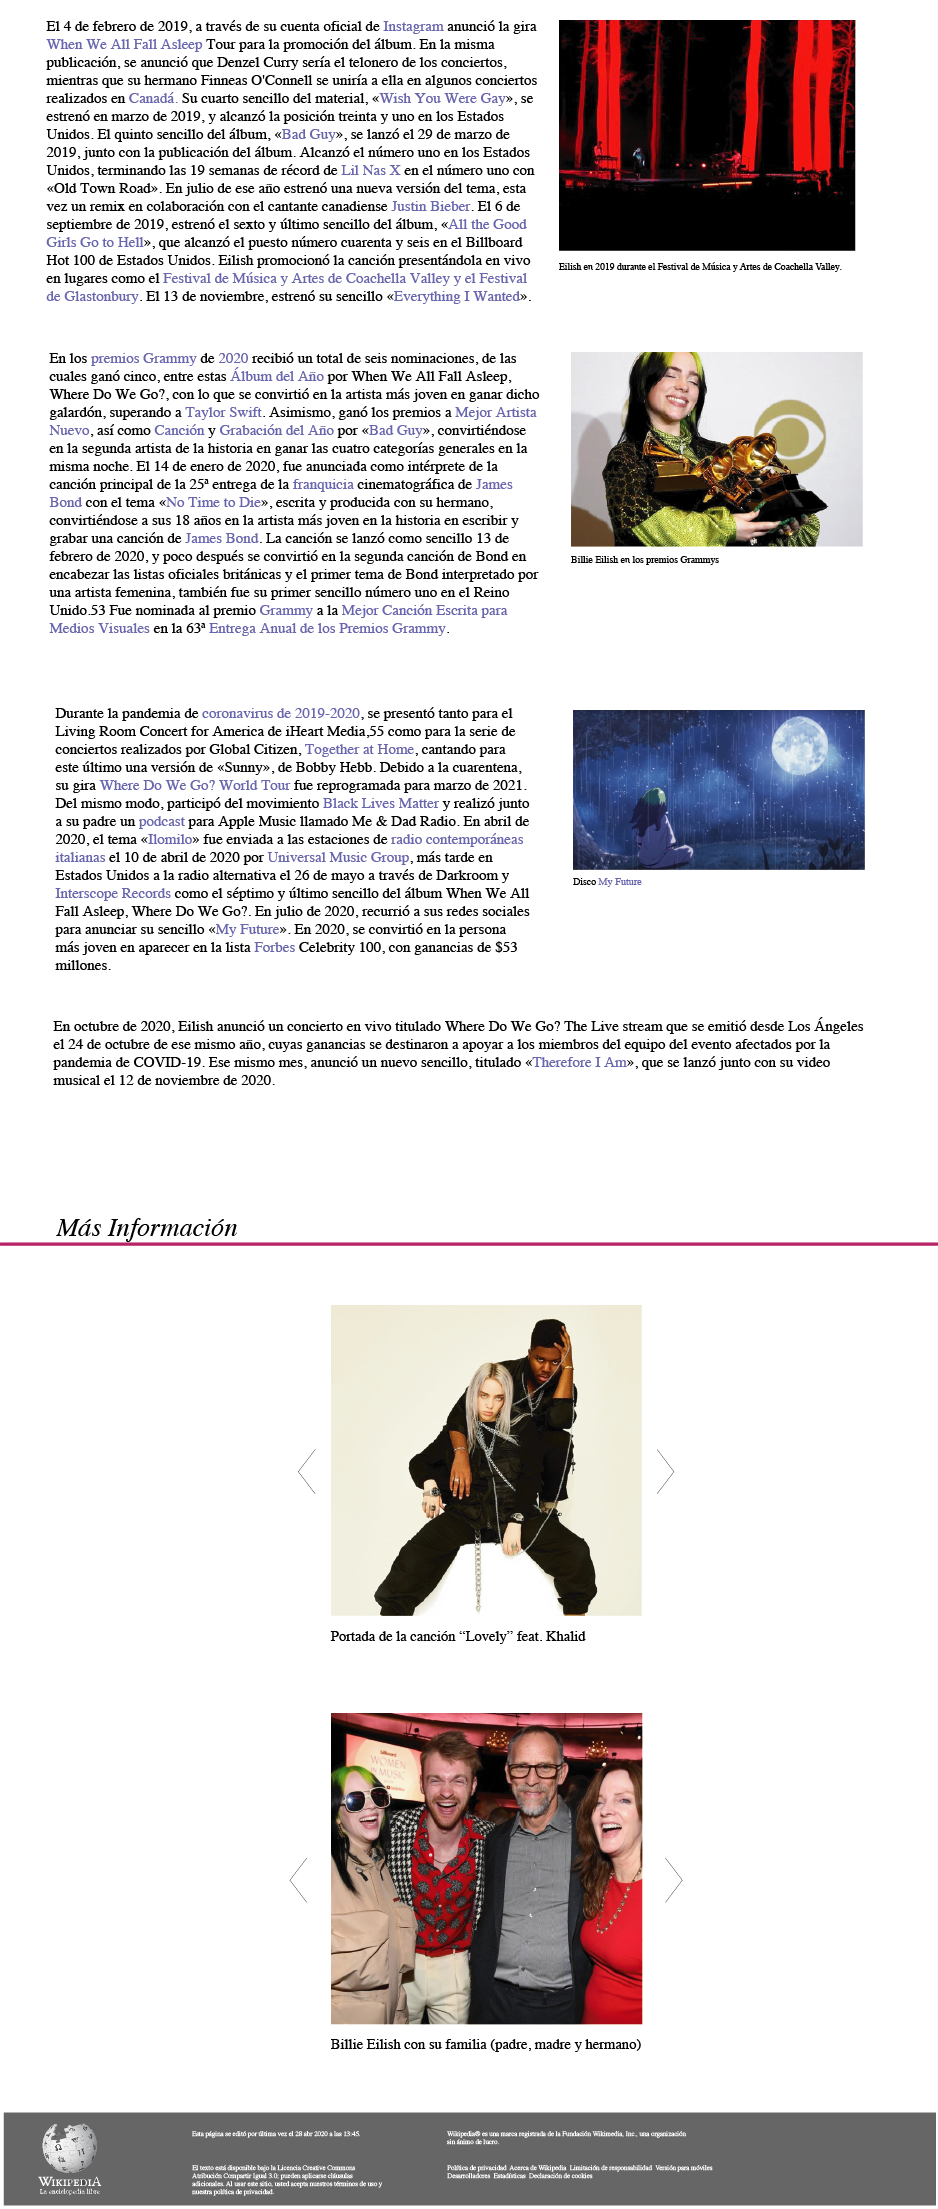 El 4 de febrero de 2019, a través de su cuenta oficial de Instagram anunció la gira
When We All Fall Asleep Tour para la promoción del álbum. En la misma
publicación, se anunció que Denzel Curry sería el telonero de los conciertos,
mientras que su hermano Finneas O'Connell se uniría a ella en algunos conciertos
realizados en Canadá. Su cuarto sencillo del material, «Wish You Were Gay», se
estrenó en marzo de 2019, y alcanzó la posición treinta y uno en los Estados
Unidos. El quinto sencillo del álbum, «Bad Guy», se lanzó el 29 de marzo de
2019, junto con la publicación del álbum. Alcanzó el número uno en los Estados
Unidos, terminando las 19 semanas de récord de Lil Nas X en el número uno con
«Old Town Road». En julio de ese año estrenó una nueva versión del tema, esta
vez un remix en colaboración con el cantante canadiense Justin Bieber. El 6 de
septiembre de 2019, estrenó el sexto y último sencillo del álbum, «All the Good
Girls Go to Hell», que alcanzó el puesto número cuarenta y seis en el Billboard
Hot 100 de Estados Unidos. Eilish promocionó la canción presentándola en vivo
en lugares como el Festival de Música y Artes de Coachella Valley y el Festival
de Glastonbury. El 13 de noviembre, estrenó su sencillo «Everything I Wanted».
Eilish en 2019 durante el Festival de Música y Artes de Coachella Valley.
En los premios Grammy de 2020 recibió un total de seis nominaciones, de las
cuales ganó cinco, entre estas Álbum del Año por When We All Fall Asleep,
Where Do We Go?, con lo que se convirtió en la artista más joven en ganar dicho
galardón, superando a Taylor Swift. Asimismo, ganó los premios a Mejor Artista
Nuevo, así como Canción y Grabación del Año por «Bad Guy», convirtiéndose
en la segunda artista de la historia en ganar las cuatro categorías generales en la
misma noche. El 14 de enero de 2020, fue anunciada como intérprete de la
canción principal de la 25ª entrega de la franquicia cinematográfica de James
Bond con el tema «No Time to Die», escrita y producida con su hermano,
convirtiéndose a sus 18 años en la artista más joven en la historia en escribir y
grabar una canción de James Bond. La canción se lanzó como sencillo 13 de
febrero de 2020, y poco después se convirtió en la segunda canción de Bond en
encabezar las listas oficiales británicas y el primer tema de Bond interpretado por
una artista femenina, también fue su primer sencillo número uno en el Reino
Unido.53 Fue nominada al premio Grammy a la Mejor Canción Escrita para
Medios Visuales en la 63ª Entrega Anual de los Premios Grammy.
Billie Eilish en los premios Grammys
Durante la pandemia de coronavirus de 2019-2020, se presentó tanto para el
Living Room Concert for America de iHeart Media,55 como para la serie de
conciertos realizados por Global Citizen, Together at Home, cantando para
este último una versión de «Sunny», de Bobby Hebb. Debido a la cuarentena,
su gira Where Do We Go? World Tour fue reprogramada para marzo de 2021.
Del mismo modo, participó del movimiento Black Lives Matter y realizó junto
a su padre un podcast para Apple Music llamado Me & Dad Radio. En abril de
2020, el tema «Ilomilo» fue enviada a las estaciones de radio contemporáneas
italianas el 10 de abril de 2020 por Universal Music Group, más tarde en
Estados Unidos a la radio alternativa el 26 de mayo a través de Darkroom y
Interscope Records como el séptimo y último sencillo del álbum When We All
Fall Asleep, Where Do We Go?. En julio de 2020, recurrió a sus redes sociales
para anunciar su sencillo «My Future». En 2020, se convirtió en la persona
más joven en aparecer en la lista Forbes Celebrity 100, con ganancias de $53
millones.
Disco My Future
En octubre de 2020, Eilish anunció un concierto en vivo titulado Where Do We Go? The Live stream que se emitió desde Los Ángeles
el 24 de octubre de ese mismo año, cuyas ganancias se destinaron a apoyar a los miembros del equipo del evento afectados por la
pandemia de COVID-19. Ese mismo mes, anunció un nuevo sencillo, titulado «Therefore I Am», que se lanzó junto con su video
musical el 12 de noviembre de 2020.
Más Información
Portada de la canción “Lovely” feat. Khalid
billboard
WOMEN
IN MUSIC
Billie Eilish con su familia (padre, madre y hermano)
WIKIPEDIA
La enciclopedia libre
Esta página se editó por última vez el 28 abr 2020 a las 13:45.
El texto está disponible bajo la Licencia Creative Commons
Atribución Compartir Igual 3.0; pueden aplicarse cláusulas
adicionales. Al usar este sitio, usted acepta nuestros términos de uso y
nuestra política de privacidad.
Wikipedia® es una marca registrada de la Fundación Wikimedia, Inc., una organización
sin ánimo de lucro.
Política de privacidad Acerca de Wikipedia Limitación de responsabilidad Versión para móviles
Desarrolladores Estadísticas Declaración de cookies